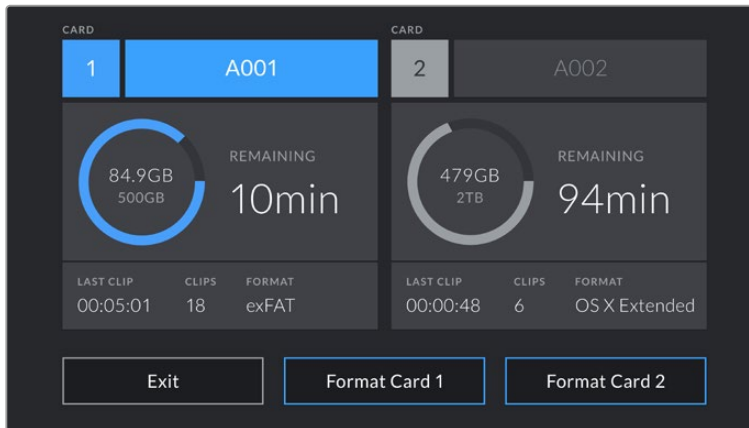 CARD
1 A001
84.9GB
500GB
REMAINING
10min
LAST CLIP CLIPS FORMAT
00:05:01 18 exFAT
CARD
2 A002
479GB
2TB
REMAINING
94min
LAST CLIP CLIPS FORMAT
00:00:48 6 OS X Extended
Exit Format Card 1 Format Card 2